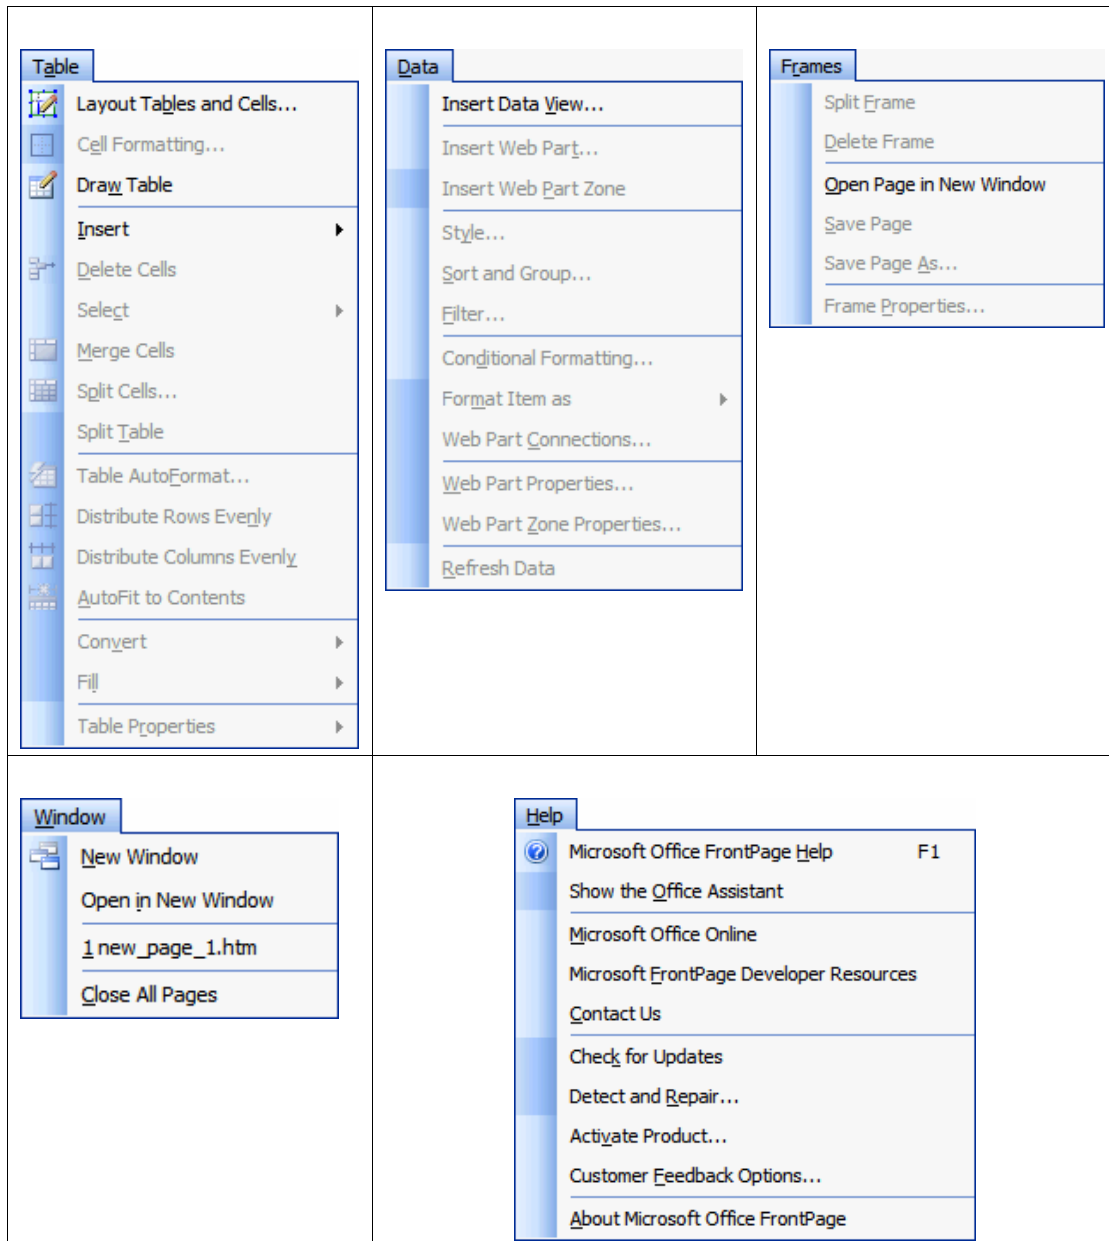 Table
Layout Tables and Cells...
Cell Formatting...
Draw Table
Insert
Delete Cells
Select
Merge Cells
Split Cells...
Split Table
Table AutoFormat...
Distribute Rows Evenly
Distribute Columns Evenly
AutoFit to Contents
Convert
Fill
Table Properties
Data
Insert Data View...
Insert Web Part...
Insert Web Part Zone
Style...
Sort and Group...
Filter...
Conditional Formatting...
Format Item as
Web Part Connections...
Web Part Properties...
Web Part Zone Properties...
Refresh Data
Frames
Split Frame
Delete Frame
Open Page in New Window
Save Page
Save Page As...
Frame Properties...
Window
New Window
Open in New Window
1 new_page_1.htm
Close All Pages
Help
Microsoft Office FrontPage Help F1
Show the Office Assistant
Microsoft Office Online
Microsoft FrontPage Developer Resources
Contact Us
Check for Updates
Detect and Repair...
Activate Product...
Customer Feedback Options...
About Microsoft Office FrontPage